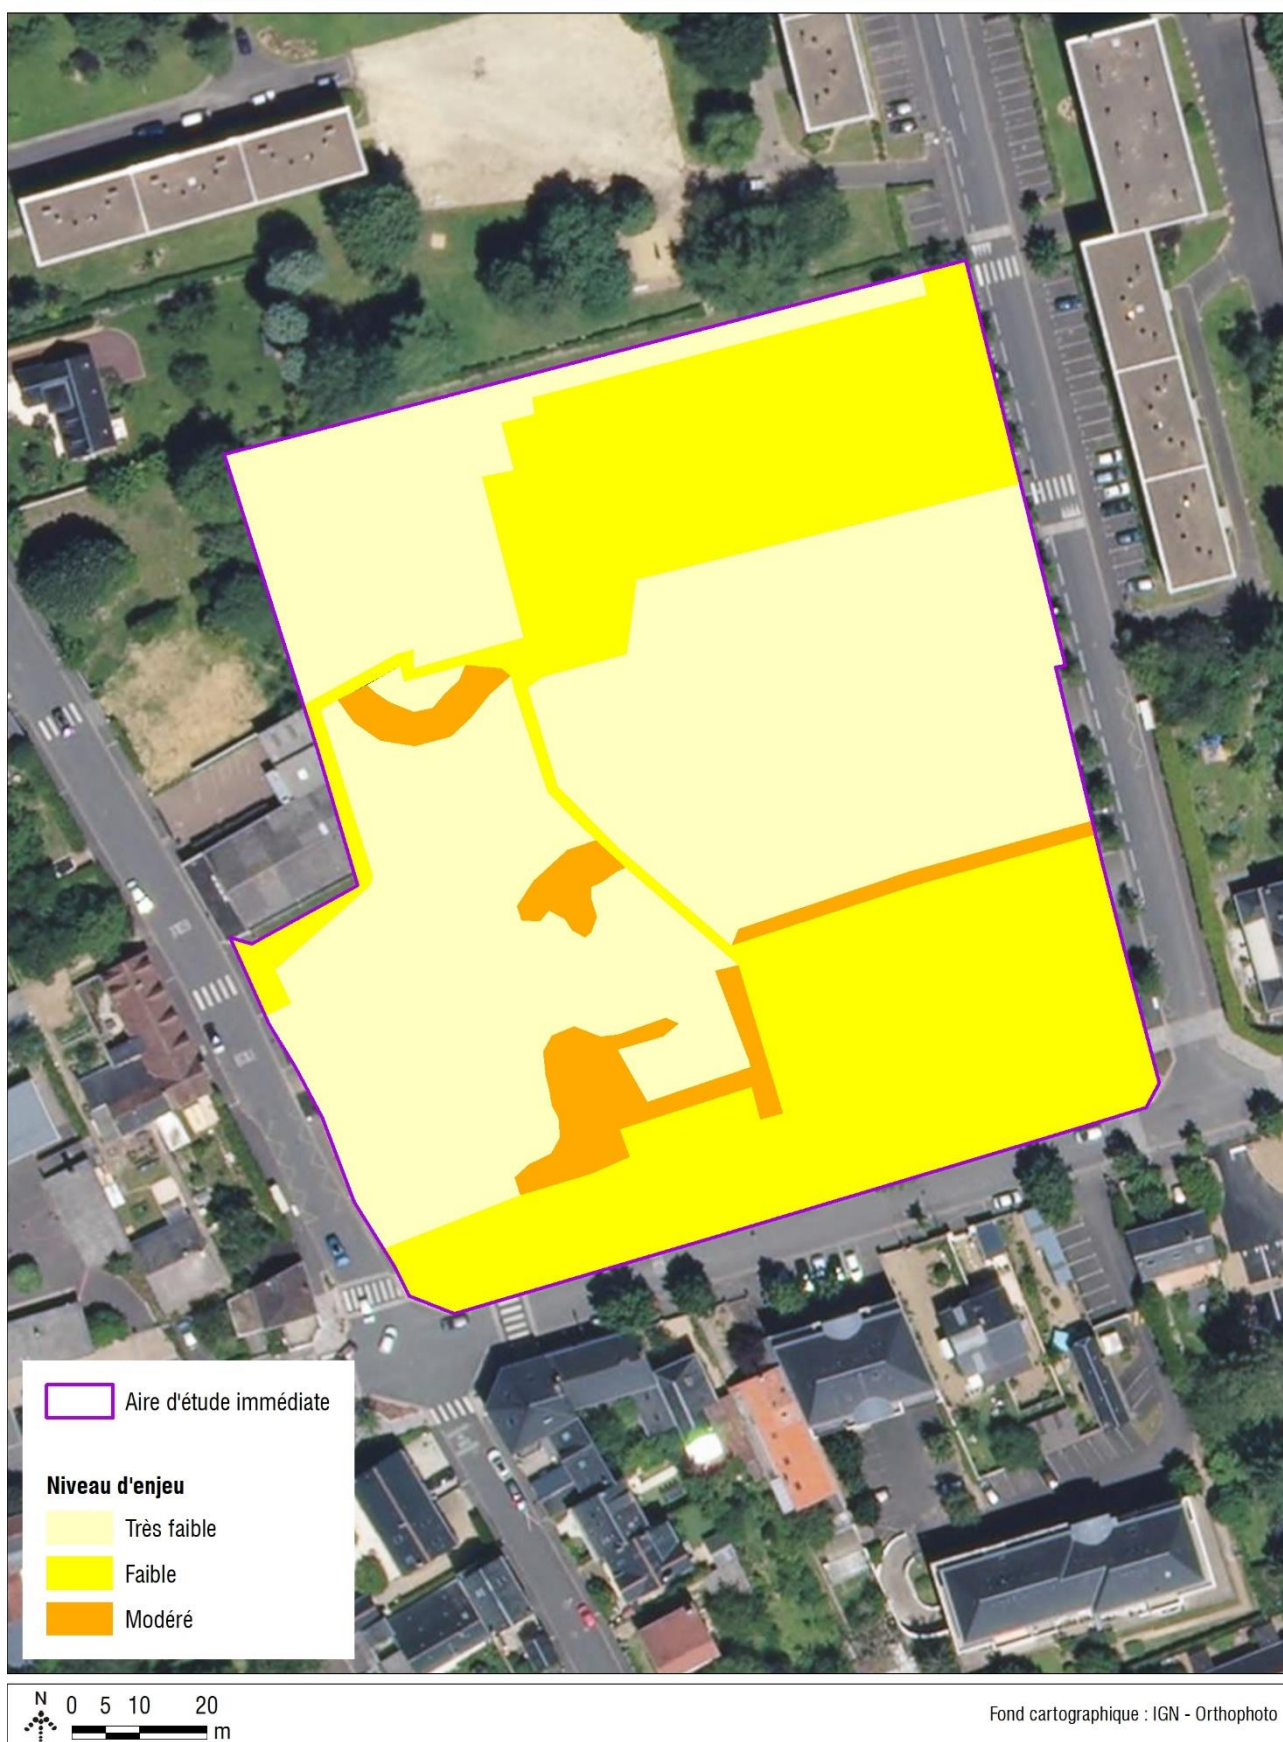 Aire d'étude immédiate
Niveau d'enjeu
Très faible
Faible
Modéré
N 0 5 10 20
m
Fond cartographique : IGN - Orthophoto